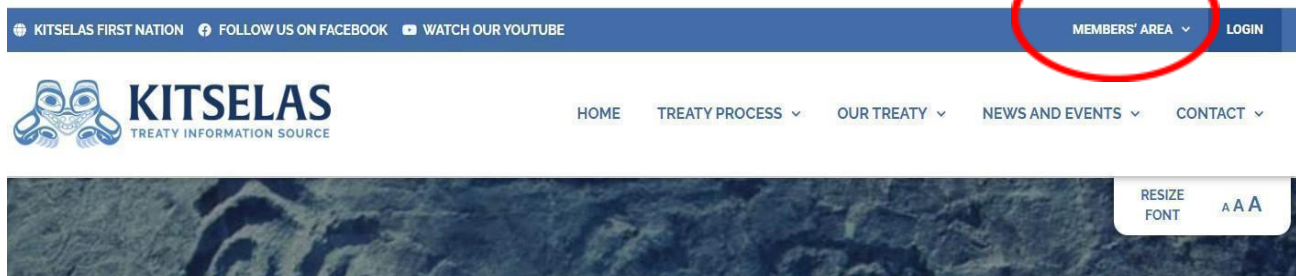 KITSELAS FIRST NATION FOLLOW US ON FACEBOOK WATCH OUR YOUTUBE MEMBERS' AREA LOGIN
KITSELAS
TREATY INFORMATION SOURCE
HOME TREATY PROCESS OUR TREATY NEWS AND EVENTS CONTACT
RESIZE
FONT
A A A